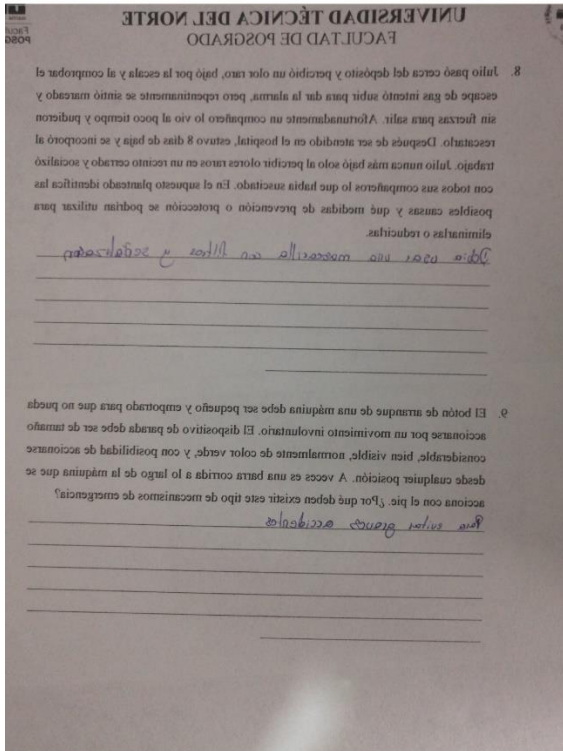 UNIVERSIDAD TÉCNICA DEL NORTE
FACULTAD DE POSGRADO
8. Julio pasó cerca del depósito y percibió un olor raro, bajó por la escala y al comprobar el
escape de gas intentó subir para dar la alarma, pero repentinamente se sintió mareado y
sin fuerzas para salir. Afortunadamente un compañero lo vio al poco tiempo y pudieron
rescatarlo. Después de ser atendido en el hospital, estuvo 8 días de baja y se incorporó al
trabajo. Julio nunca más bajó solo al percibir olores raros en un recinto cerrado y socializó
con todos sus compañeros lo que había suscitado. En el supuesto planteado identifica las
posibles causas y qué medidas de prevención o protección se podrían utilizar para
eliminarlas o reducirlas.
Debia usar una mascarilla con filtros y señalización
9. El botón de arranque de una máquina debe ser pequeño y empotrado para que no pueda
accionarse por un movimiento involuntario. El dispositivo de parada debe ser de tamaño
considerable, bien visible, normalmente de color verde, y con posibilidad de accionarse
desde cualquier posición. A veces es una barra corrida a lo largo de la máquina que se
acciona con el pie. ¿Por qué deben existir este tipo de mecanismos de emergencia?
Para evitar graves accidentes